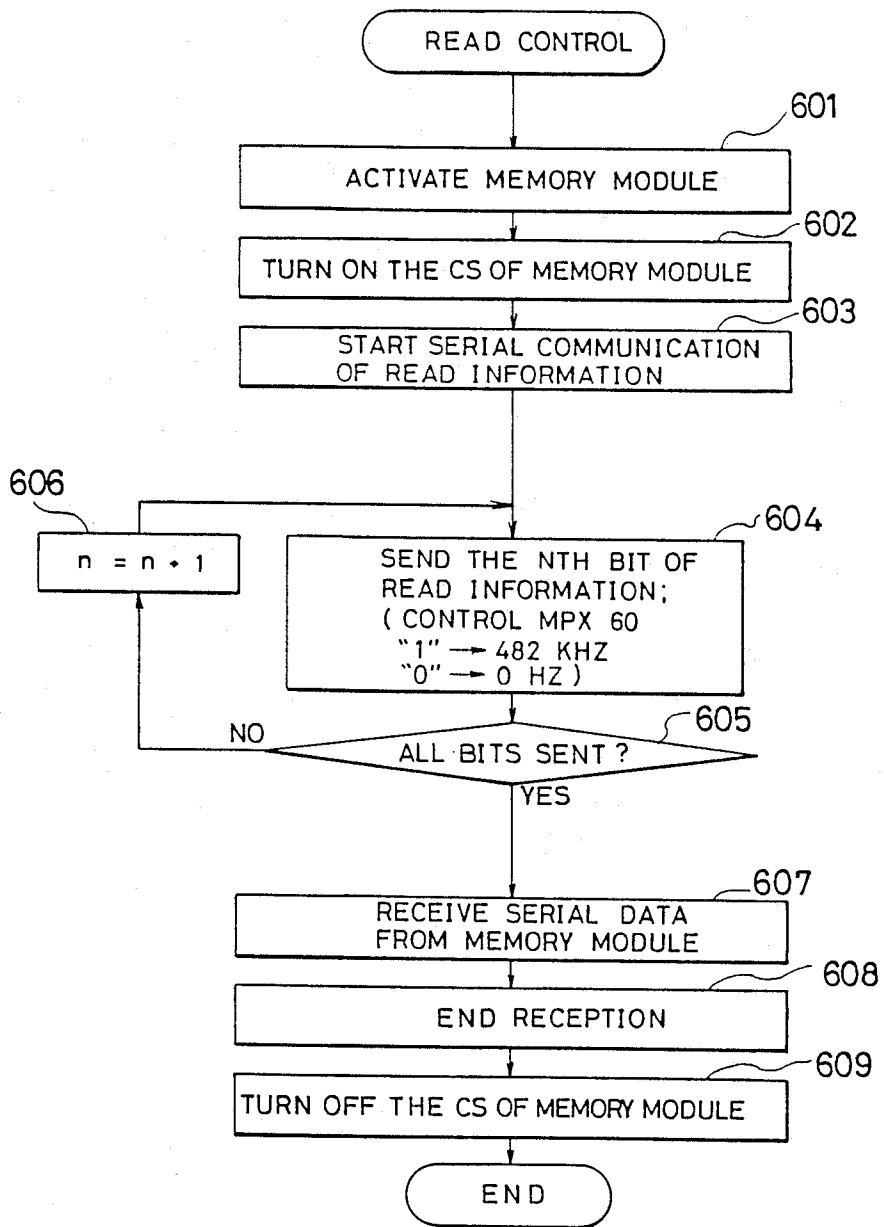 READ CONTROL
601
ACTIVATE MEMORY MODULE
602
TURN ON THE CS OF MEMORY MODULE
603
START SERIAL COMMUNICATION
OF READ INFORMATION
606
n = n + 1
604
SEND THE NTH BIT OF
READ INFORMATION;
( CONTROL MPX 60
"1" → 482 KHZ
"0" → 0 HZ )
605
NO
ALL BITS SENT ?
YES
607
RECEIVE SERIAL DATA
FROM MEMORY MODULE
608
END RECEPTION
609
TURN OFF THE CS OF MEMORY MODULE
END